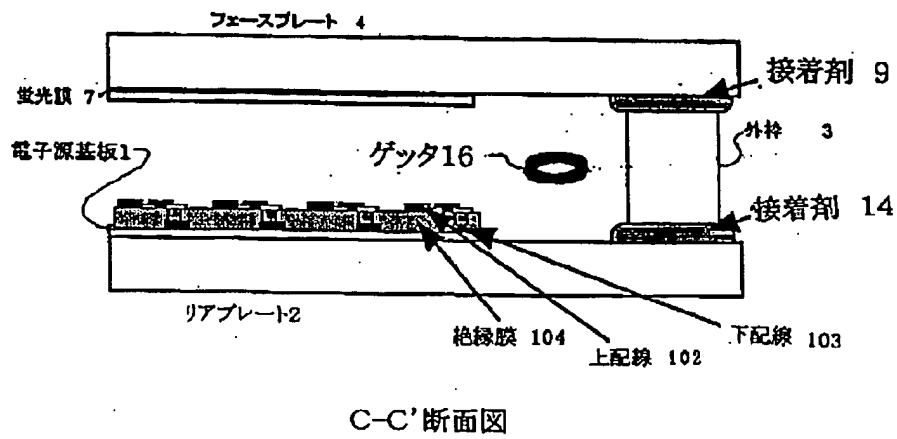 フェースプレート 4
接着剤 9
蛍光膜 7
外枠 3
電子源基板1
ゲッタ16
接着剤 14
リアプレート2
絶縁膜 104
上配線 102
下配線 103
C-C'断面図